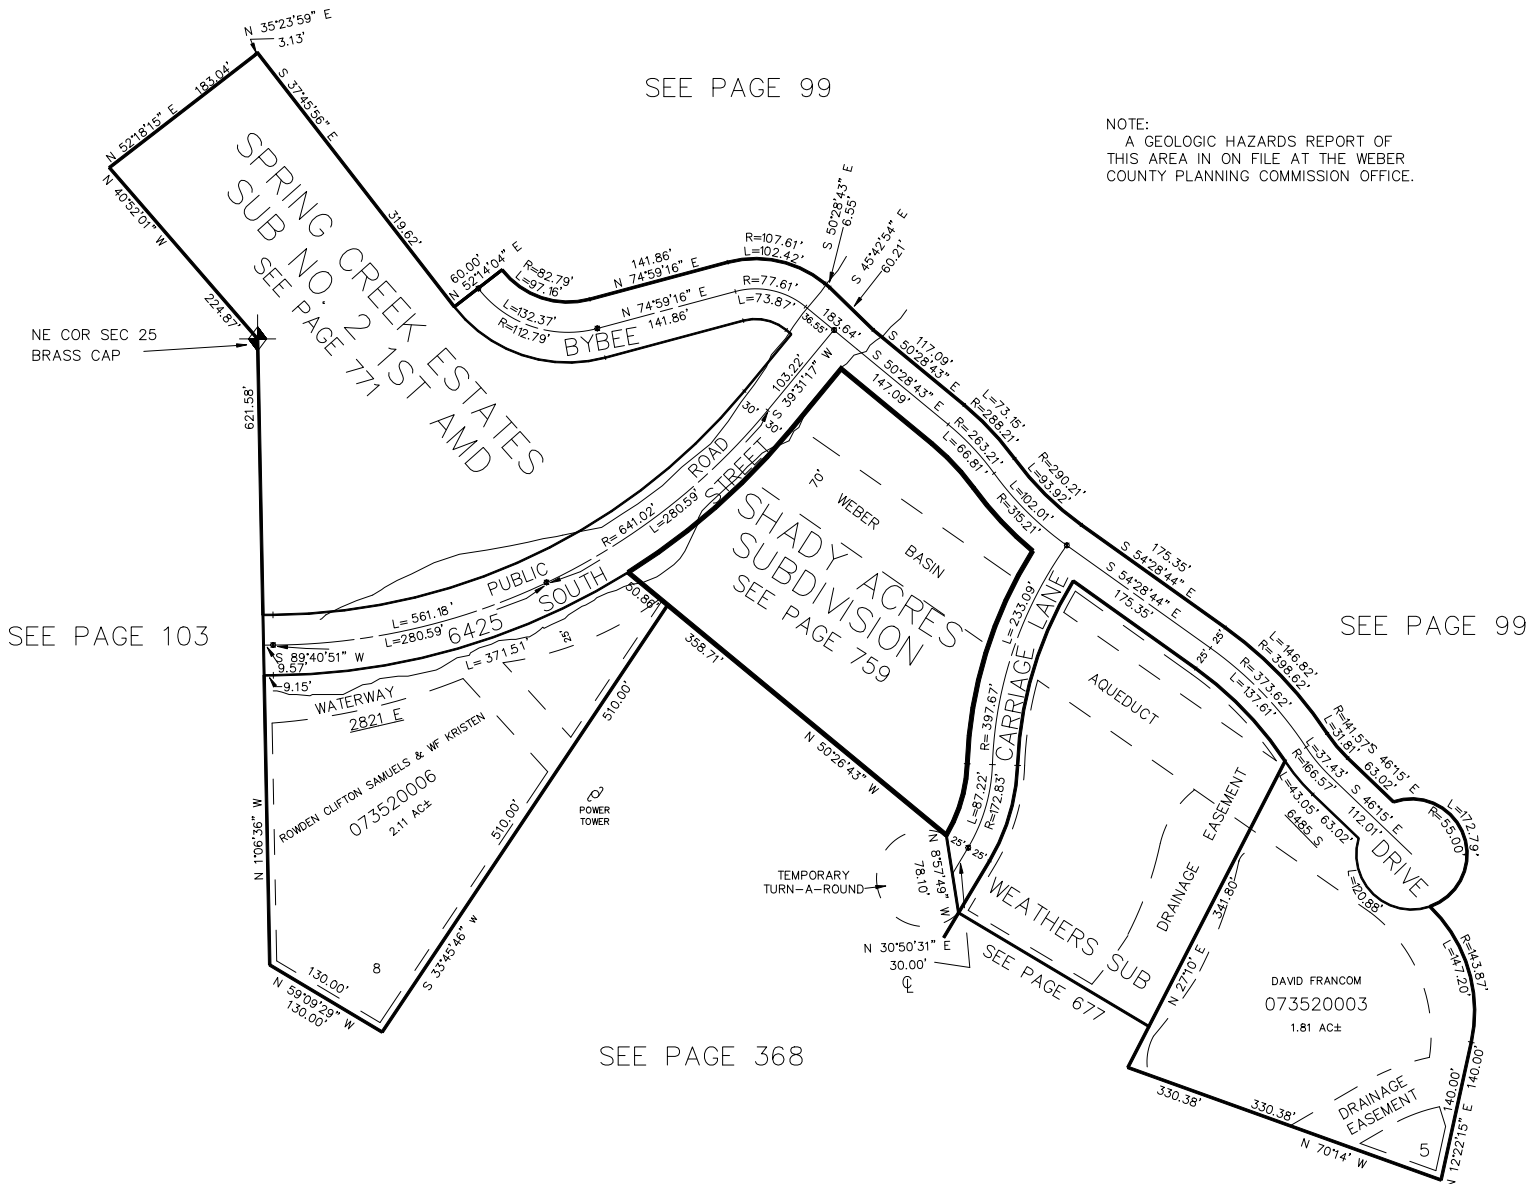 N 35°23'59" E
3.13'
SEE PAGE 99
NOTE:
A GEOLOGIC HAZARDS REPORT OF
THIS AREA IN ON FILE AT THE WEBER
COUNTY PLANNING COMMISSION OFFICE.
N 52°18'15" E
183.04'
S 37°45'56" E
319.62'
N 40°52'01" W
224.87'
SPRING CREEK ESTATES
SUB NO. 2 1ST AMD
SEE PAGE 771
NE COR SEC 25
BRASS CAP
621.58'
60.00'
N 52°14'04" E
R=82.79'
L=97.16'
141.86'
N 74°59'16" E
R=107.61'
L=102.42'
S 50°28'43" E
6.55'
S 45°42'54" E
60.21'
L=132.37'
R=112.79'
N 74°59'16" E
141.86'
R=77.61'
L=73.87'
BYBEE
36.55'
183.64'
103.22'
S 39°31'17" W
30'
30'
117.09'
S 50°28'43" E
S 50°28'43" E
147.09'
L=73.15'
R=288.21'
R=263.21'
L=66.81'
R=290.21'
L=93.92'
L=102.01'
R=315.21'
PUBLIC
ROAD
R= 641.02'
L=280.59'
6425
SOUTH
STREET
L= 561.18'
L=280.59'
S 89°40'51" W
9.57'
9.15'
L= 371.51'
25'
50.86'
70'
WEBER
BASIN
SHADY ACRES
SUBDIVISION
SEE PAGE 759
358.71'
N 50°26'43" W
SEE PAGE 103
WATERWAY
2821 E
ROWDEN CLIFTON SAMUELS & WF KRISTEN
073520006
2.11 AC±
510.00'
510.00'
S 33°45'46" W
N 1°06'36" W
8
130.00'
N 59°09'29" W
130.00'
POWER
TOWER
L=233.09'
R= 397.67'
CARRIAGE LANE
L=87.22'
R=172.83'
25'
25'
N 8°57'49" W
78.10'
TEMPORARY
TURN-A-ROUND
N 30°50'31" E
30.00'
175.35'
S 54°28'44" E
S 54°28'44" E
175.35'
25'
25'
SEE PAGE 99
L=146.82'
R= 398.62'
R= 373.62'
L=137.61'
R=141.57'
L=31.81'
S 46°15' E
63.02'
L=37.43'
R=166.57'
S 46°15' E
112.01'
L=43.05'
63.02'
6485 S
DRIVE
L=172.79'
R=55.00'
L=120.88'
AQUEDUCT
DRAINAGE EASEMENT
WEATHERS SUB
SEE PAGE 677
341.80'
N 27°10' E
DAVID FRANCOM
073520003
1.81 AC±
R=143.87'
L=147.20'
SEE PAGE 368
330.38'
330.38'
N 70°14' W
DRAINAGE
EASEMENT
5
140.00'
140.00'
N 12°22'15" E